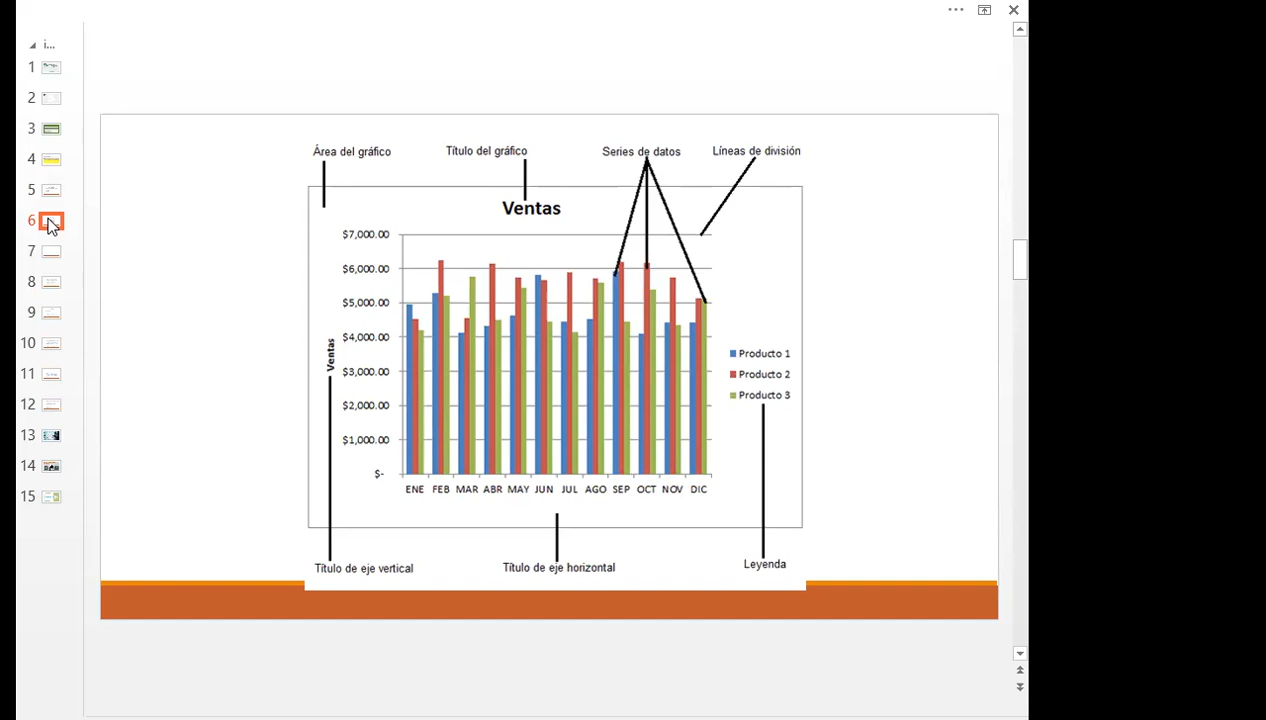 i...
1
2
3
4
5
6
7
8
9
10
11
12
13
14
15
Área del gráfico
Título del gráfico
Series de datos
Líneas de división
Ventas
$7,000.00
$6,000.00
$5,000.00
$4,000.00
$3,000.00
$2,000.00
$1,000.00
$-
Ventas
ENE FEB MAR ABR MAY JUN JUL AGO SEP OCT NOV DIC
Producto 1
Producto 2
Producto 3
Título de eje vertical
Título de eje horizontal
Leyenda